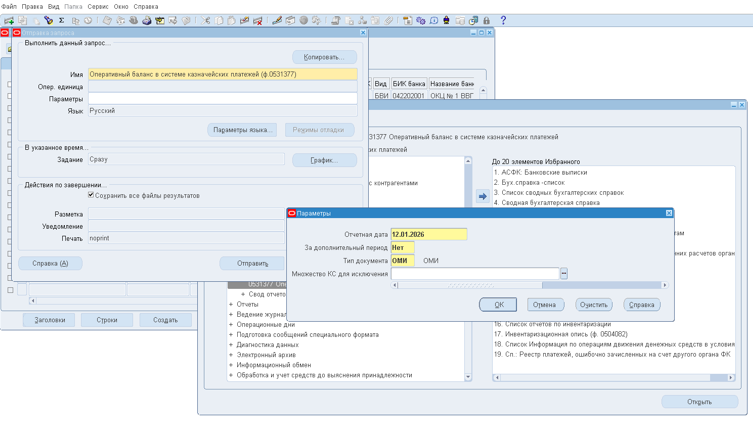 Файл Правка Вид Папка Сервис Окно Справка
Отправка запроса
Выполнить данный запрос...
Копировать...
Имя Оперативный баланс в системе казначейских платежей (ф.0531377)
Опер. единица
Параметры
Язык Русский
Параметры языка... Режимы отладки
В указанное время...
Задание Сразу График...
Действия по завершении...
Сохранить все файлы результатов
Разметка
Уведомление
Печать noprint
Справка (А) Отправить
Заголовки Строки Создать
Вид БИК банка Название банк
БВИ 042202001 ОКЦ № 1 ВВГ
31377 Оперативный баланс в системе казначейских платежей
х платежей
с контрагентами
До 20 элементов Избранного
1. АСФК: Банковские выписки
2. Бух.справка -список
3. Список сводных бухгалтерских справок
4. Сводная бухгалтерская справка
Параметры
Отчетная дата 12.01.2026
За дополнительный период Нет
Тип документа ОМИ ОМИ
Множество КС для исключения
ОК Отмена Очистить Справка
там
нних расчетов орган
0531377 Опе
+ Свод отчето
+ Отчеты
+ Ведение журнал
+ Операционные дни
+ Подготовка сообщений специального формата
+ Диагностика данных
+ Электронный архив
+ Информационный обмен
+ Обработка и учет средств до выяснения принадлежности
16. Список отчетов по инвентаризации
17. Инвентаризационная опись (ф. 0504082)
18. Список Информация по операциям движения денежных средств в условия
19. Сп.: Реестр платежей, ошибочно зачисленных на счет другого органа ФК
Открыть